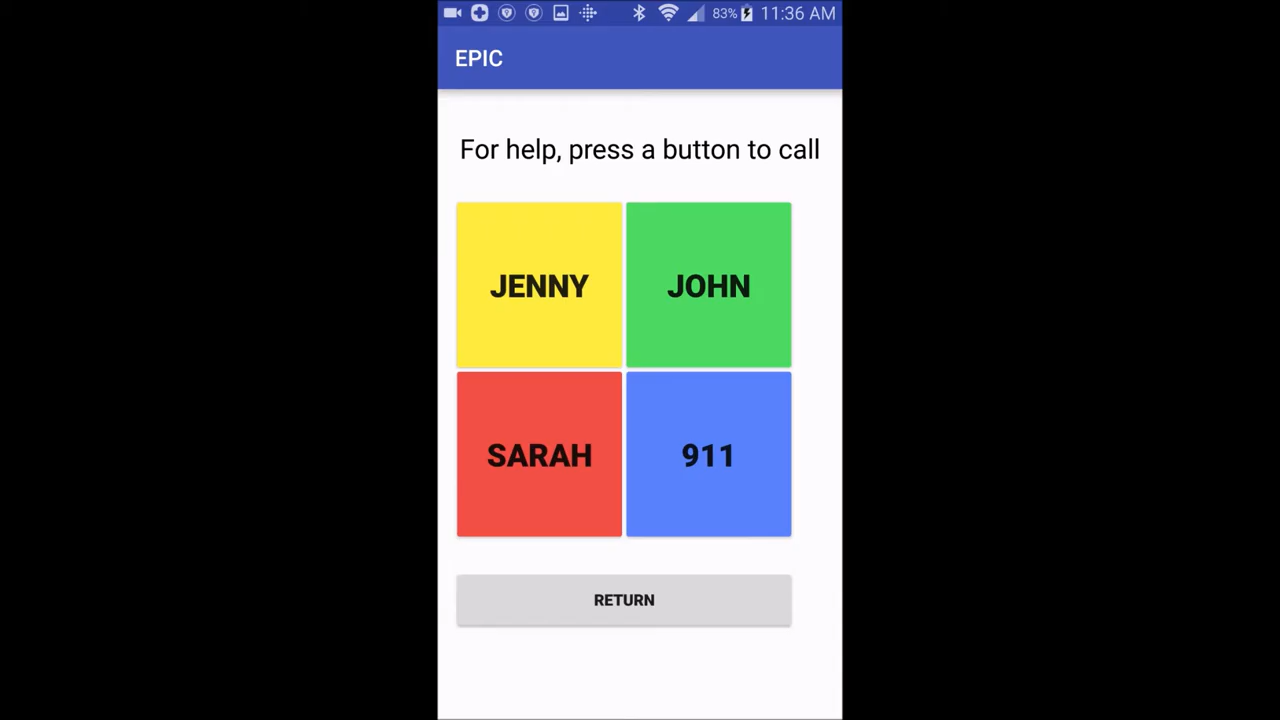 83% 11:36 AM
EPIC
For help, press a button to call
JENNY JOHN
SARAH 911
RETURN